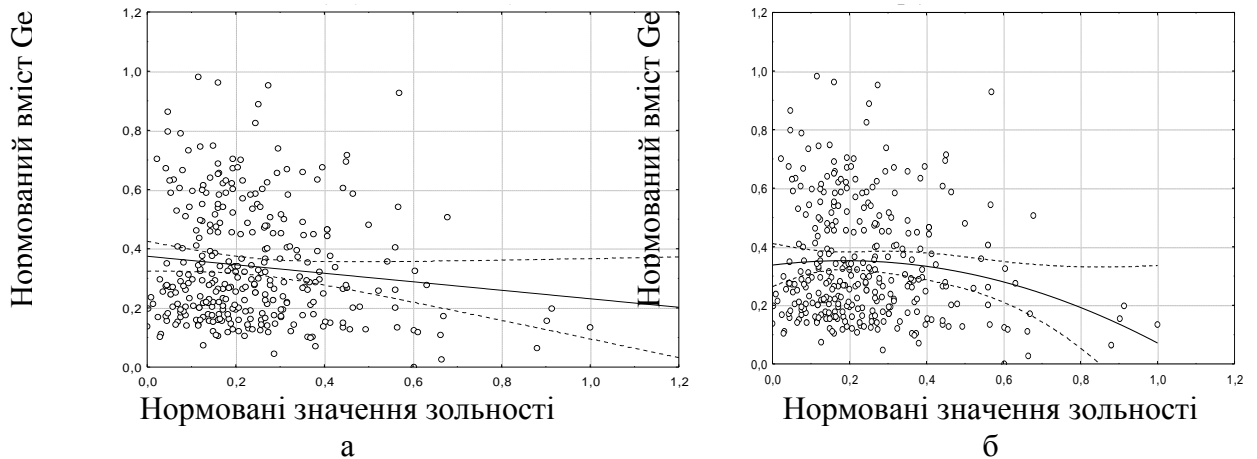 Нормований вміст Ge
1,2
1,0
0,8
0,6
0,4
0,2
0,0
0,0 0,2 0,4 0,6 0,8 1,0 1,2
Нормовані значення зольності
а
Нормований вміст Ge
1,2
1,0
0,8
0,6
0,4
0,2
0,0
0,0 0,2 0,4 0,6 0,8 1,0 1,2
Нормовані значення зольності
б